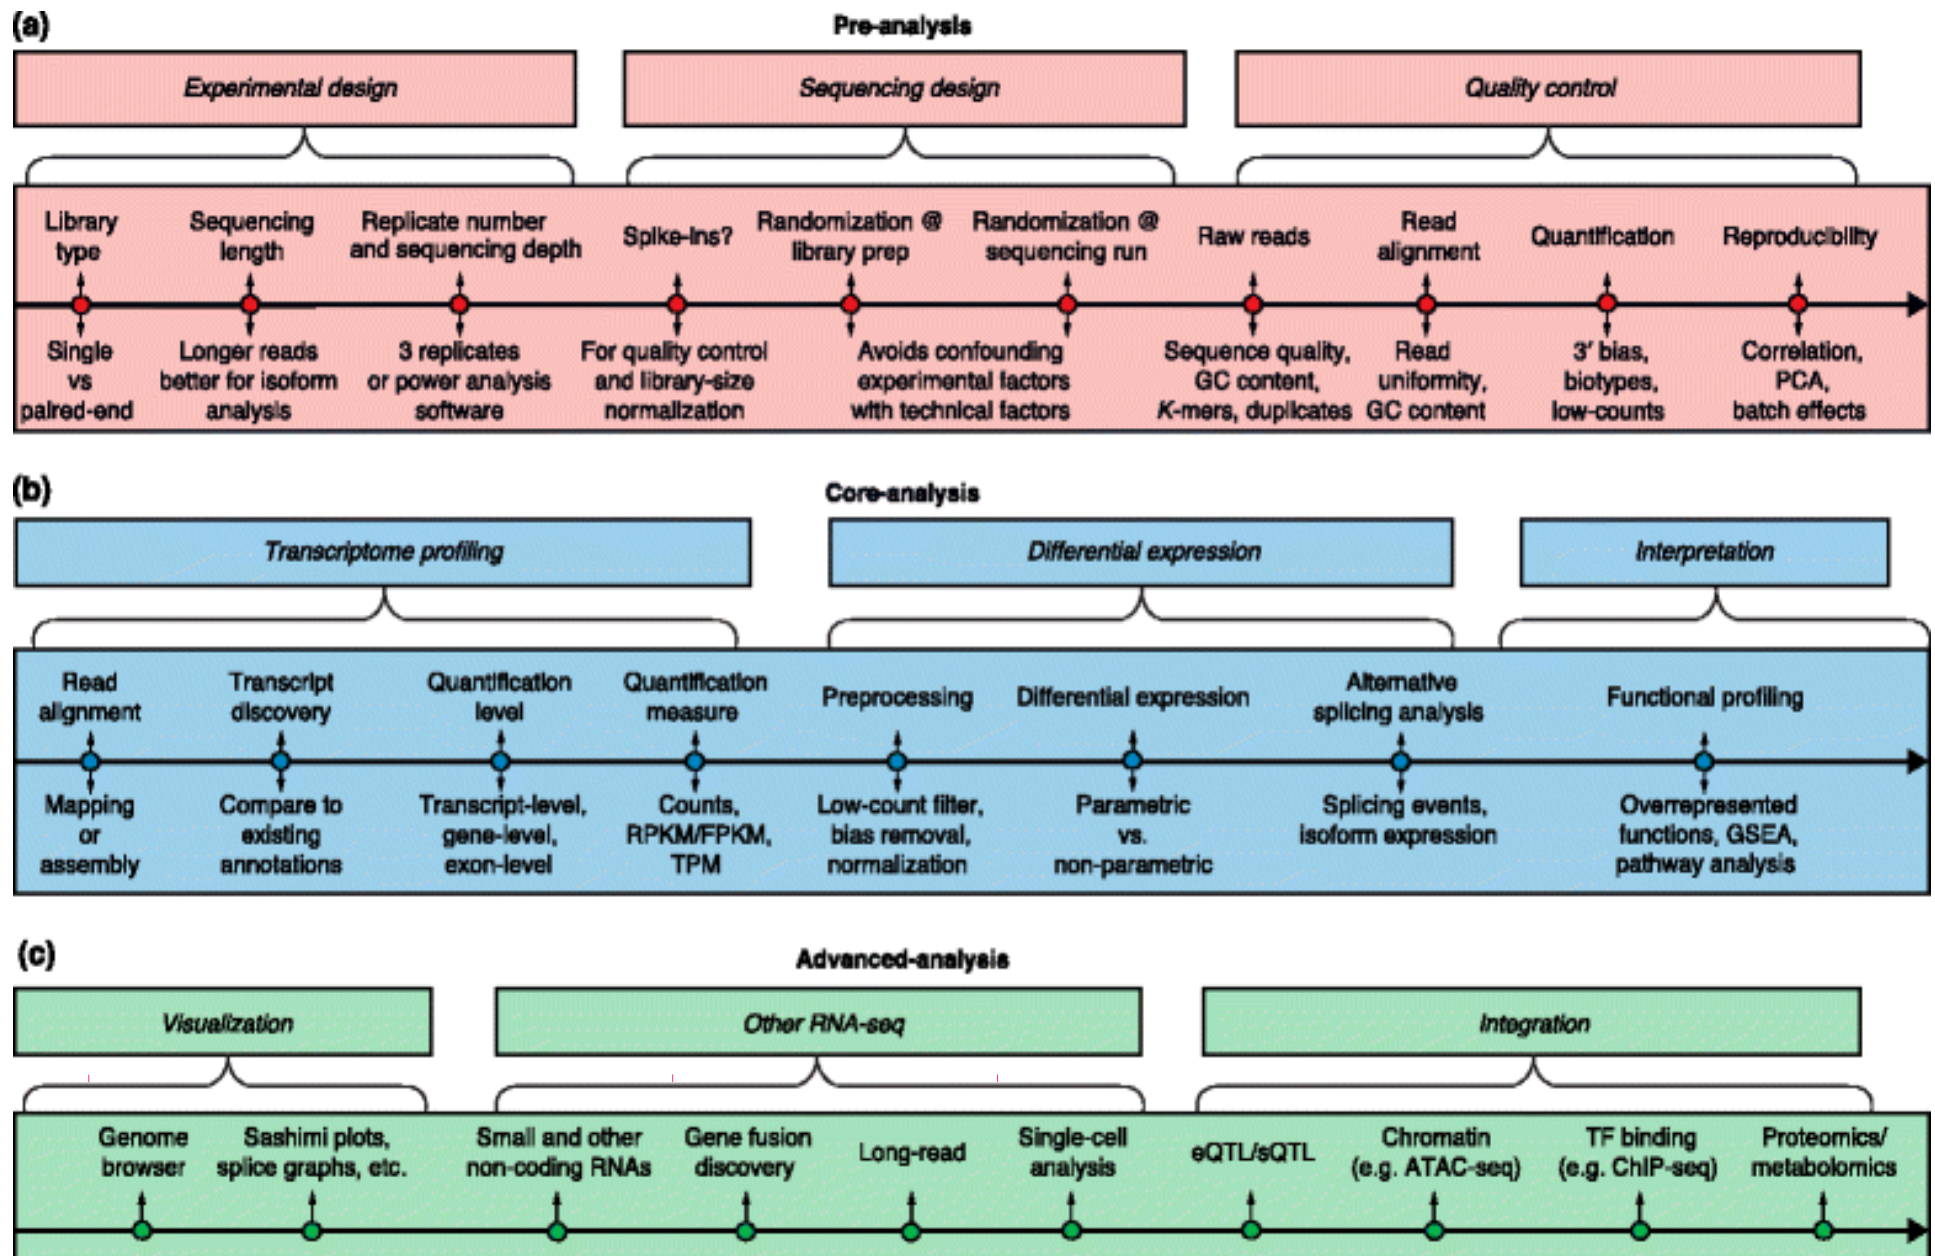 (a)
Pre-analysis
Experimental design
Sequencing design
Quality control
Library
type
Sequencing
length
Replicate number
and sequencing depth
Spike-ins?
Randomization @
library prep
Randomization @
sequencing run
Raw reads
Read
alignment
Quantification
Reproducibility
Single
vs
paired-end
Longer reads
better for isoform
analysis
3 replicates
or power analysis
software
For quality control
and library-size
normalization
Avoids confounding
experimental factors
with technical factors
Sequence quality,
GC content,
K-mers, duplicates
Read
uniformity,
GC content
3′ bias,
biotypes,
low-counts
Correlation,
PCA,
batch effects
(b)
Core-analysis
Transcriptome profiling
Differential expression
Interpretation
Read
alignment
Transcript
discovery
Quantification
level
Quantification
measure
Preprocessing
Differential expression
Alternative
splicing analysis
Functional profiling
Mapping
or
assembly
Compare to
existing
annotations
Transcript-level,
gene-level,
exon-level
Counts,
RPKM/FPKM,
TPM
Low-count filter,
bias removal,
normalization
Parametric
vs.
non-parametric
Splicing events,
isoform expression
Overrepresented
functions, GSEA,
pathway analysis
(c)
Advanced-analysis
Visualization
Other RNA-seq
Integration
Genome
browser
Sashimi plots,
splice graphs, etc.
Small and other
non-coding RNAs
Gene fusion
discovery
Long-read
Single-cell
analysis
eQTL/sQTL
Chromatin
(e.g. ATAC-seq)
TF binding
(e.g. ChIP-seq)
Proteomics/
metabolomics